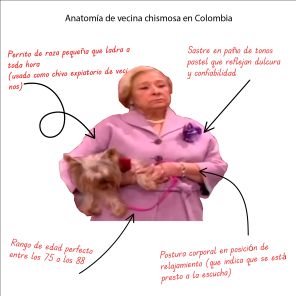 Anatomía de vecina chismosa en Colombia
Perrito de raza pequeña que ladra a
toda hora
(usado como chivo expiatorio de veci
nos)
Sastre en paño de tonos
pastel que reflejan dulzura
y confiabilidad
Rango de edad perfecto
entre los 75 a los 88
Postura corporal en posición de
relajamiento (que indica que se está
presto a la escucha)